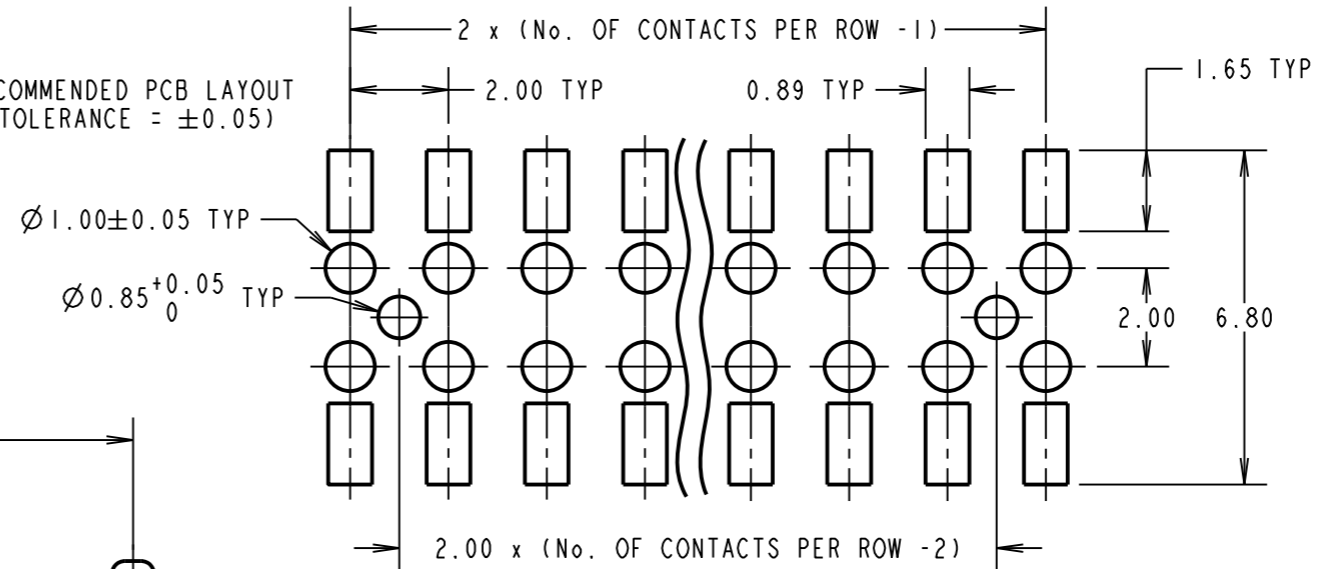 2 x (No. OF CONTACTS PER ROW -1)
COMMENDED PCB LAYOUT
TOLERANCE = ±0.05)
2.00 TYP
0.89 TYP
1.65 TYP
Ø1.00±0.05 TYP
Ø0.85 +0.05 0 TYP
2.00
6.80
2.00 x (No. OF CONTACTS PER ROW -2)